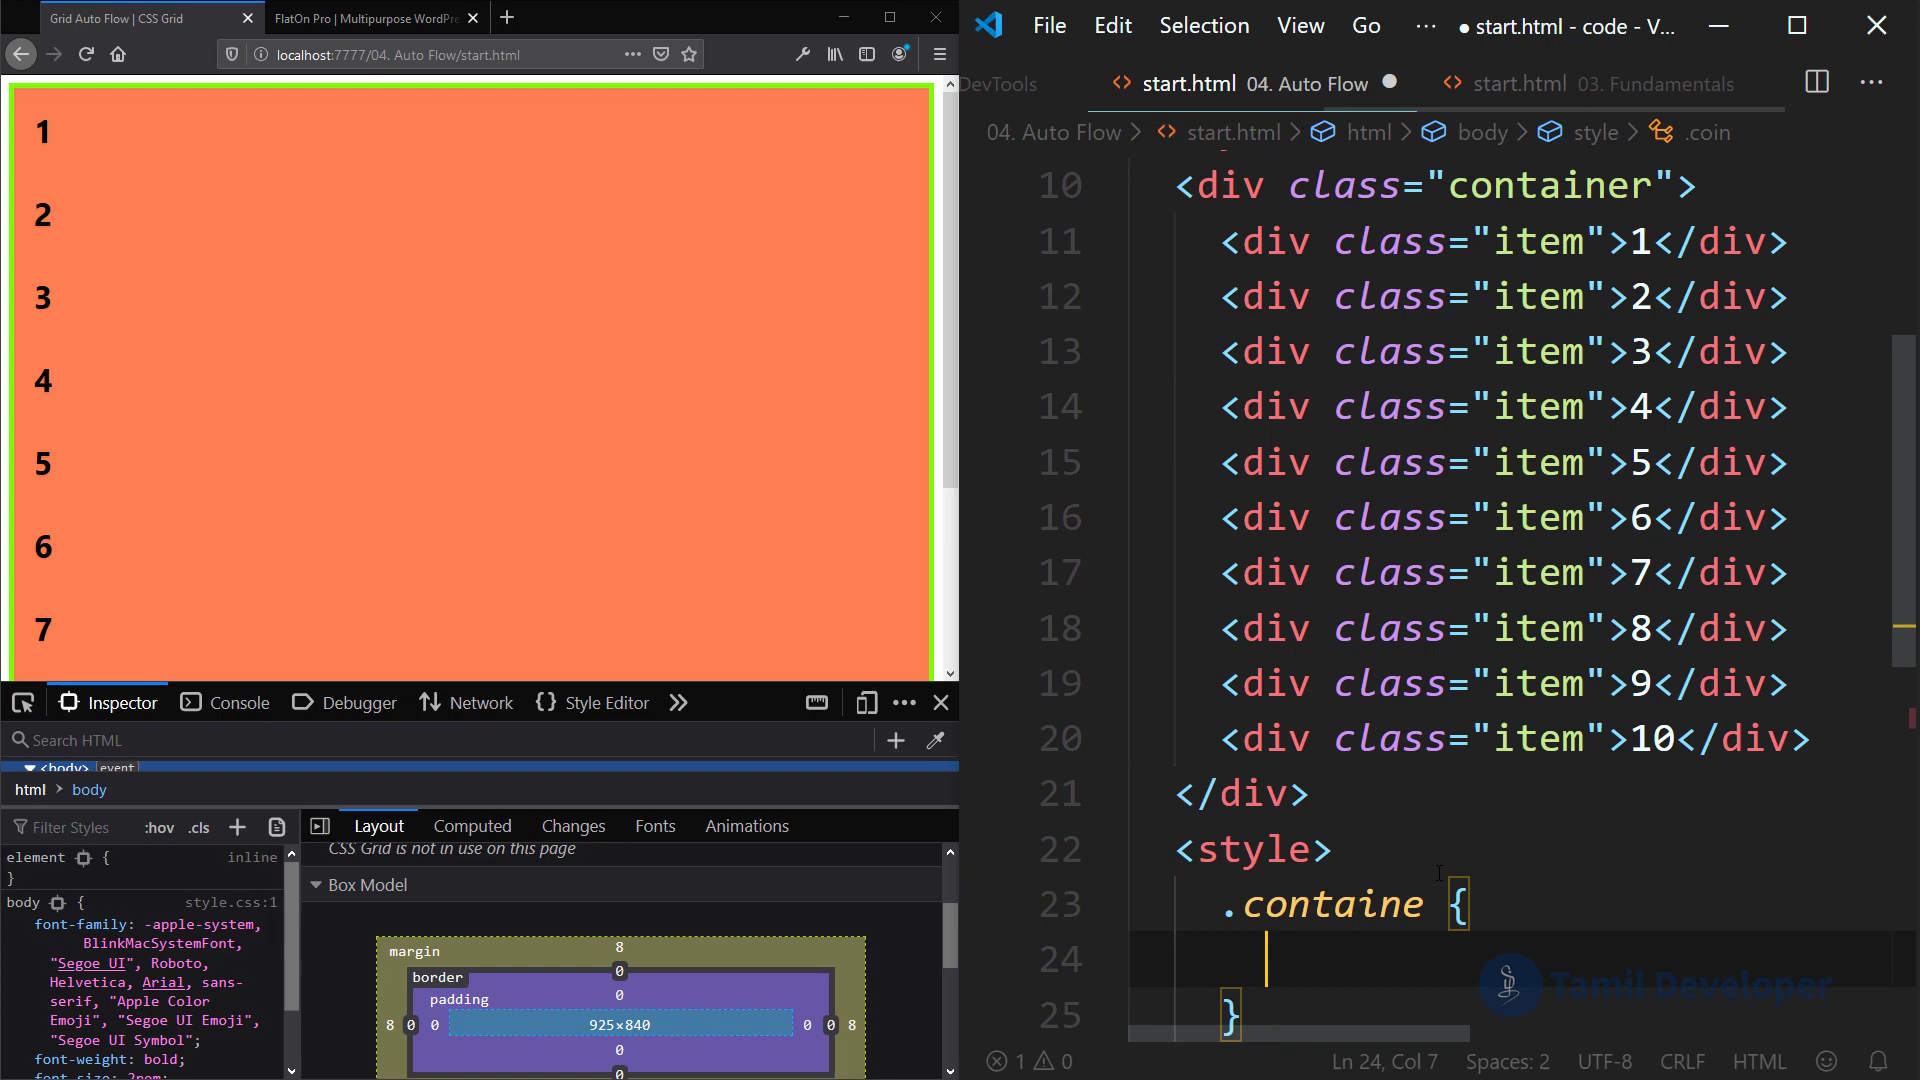 Grid Auto Flow | CSS Grid
FlatOn Pro | Multipurpose WordPre
localhost:7777/04. Auto Flow/start.html
1
2
3
4
5
6
7
Inspector
Console
Debugger
Network
Style Editor
Search HTML
<body> event
html > body
Filter Styles
:hov .cls
element {
inline
}
body {
style.css:1
font-family: -apple-system,
BlinkMacSystemFont,
"Segoe UI", Roboto,
Helvetica, Arial, sans-
serif, "Apple Color
Emoji", "Segoe UI Emoji",
"Segoe UI Symbol";
font-weight: bold;
font-size: 2rem;
Layout
Computed
Changes
Fonts
Animations
CSS Grid is not in use on this page
Box Model
margin
8
border
0
padding
0
8 0 0
925×840
0 0 8
0
0
File Edit Selection View Go ···
● start.html - code - V...
DevTools
start.html 04. Auto Flow
start.html 03. Fundamentals
04. Auto Flow > start.html > html > body > style > .coin
10 <div class="container">
11 <div class="item">1</div>
12 <div class="item">2</div>
13 <div class="item">3</div>
14 <div class="item">4</div>
15 <div class="item">5</div>
16 <div class="item">6</div>
17 <div class="item">7</div>
18 <div class="item">8</div>
19 <div class="item">9</div>
20 <div class="item">10</div>
21 </div>
22 <style>
23 .containe {
24
25 }
Tamil Developer
1 0
Ln 24, Col 7
Spaces: 2
UTF-8
CRLF
HTML